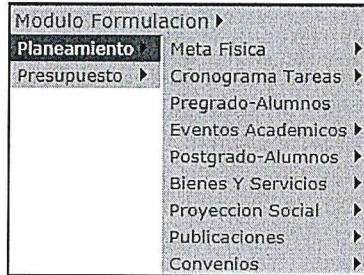 Modulo Formulacion
Planeamiento
Presupuesto
Meta Fisica
Cronograma Tareas
Pregrado-Alumnos
Eventos Academicos
Postgrado-Alumnos
Bienes Y Servicios
Proyeccion Social
Publicaciones
Convenios